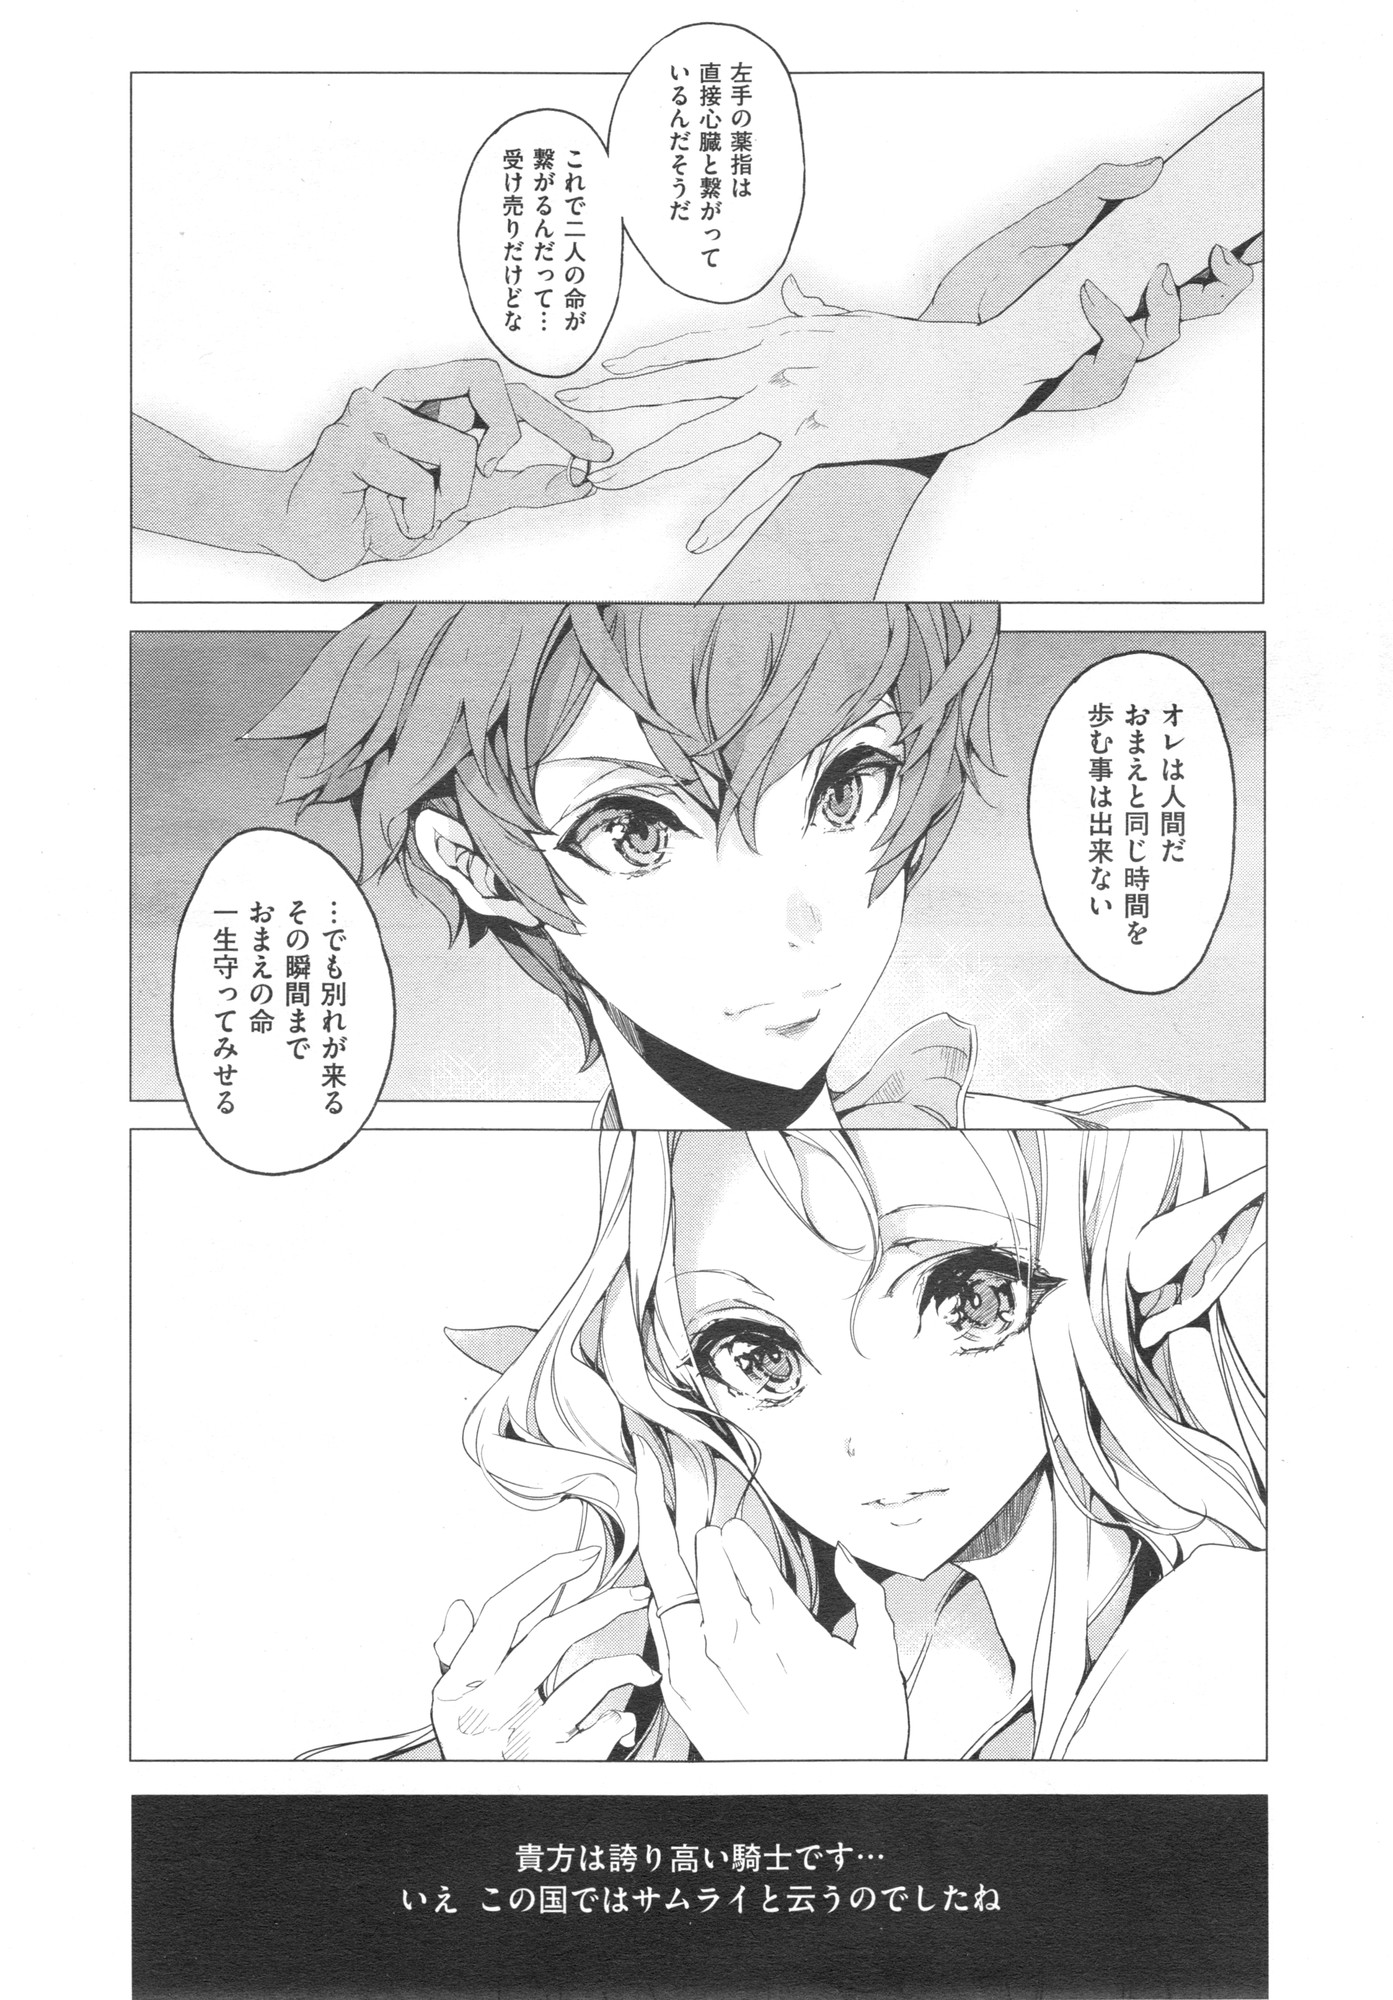 左手の薬指は
直接心臓と繋がって
いるんだそうだ
これで二人の命が
繋がるんだって…
受け売りだけどな
オレは人間だ
おまえと同じ時間を
歩む事は出来ない
…でも別れが来る
その瞬間まで
おまえの命
一生守ってみせる
貴方は誇り高い騎士です…
いえ この国ではサムライと云うのでしたね